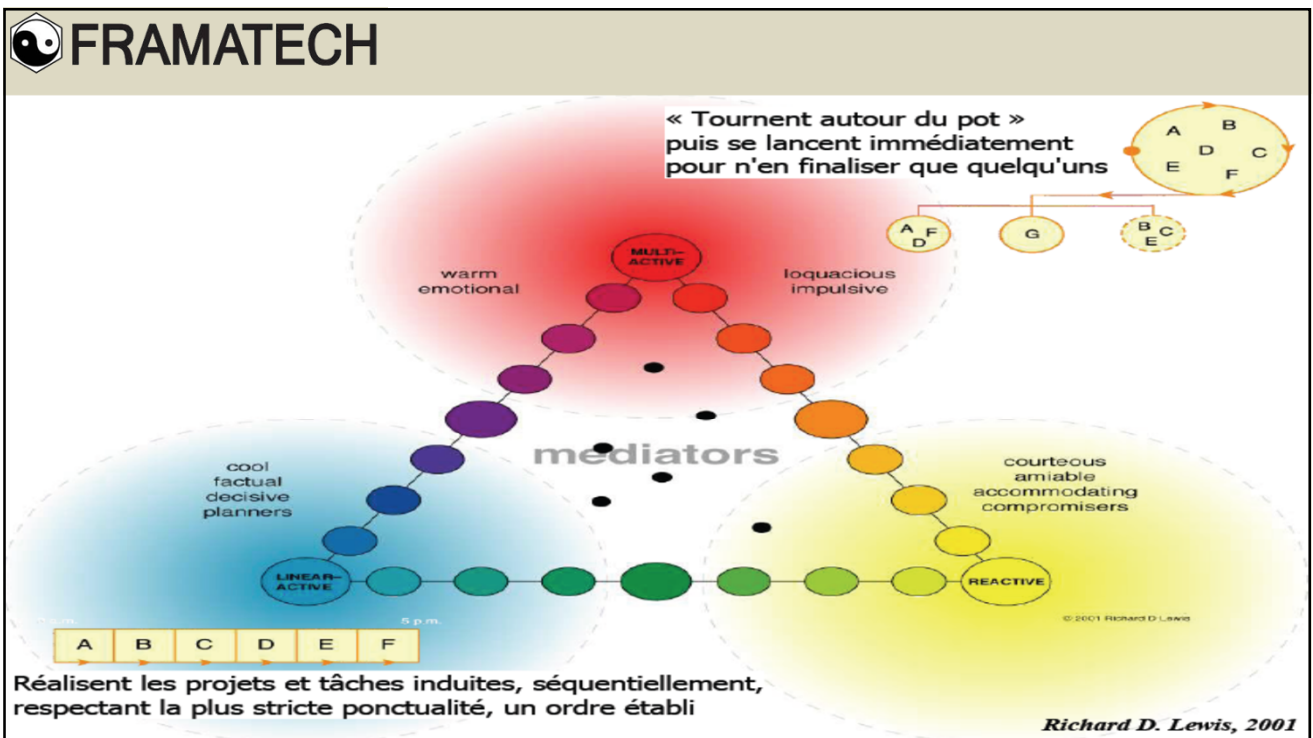 FRAMATECH
« Tournent autour du pot »
puis se lancent immédiatement
pour n'en finaliser que quelqu'uns
A B
D C
E F
A F
D
G
B C
E
MULTI-
ACTIVE
warm
emotional
loquacious
impulsive
mediators
cool
factual
decisive
planners
courteous
amiable
accommodating
compromisers
LINEAR-
ACTIVE
REACTIVE
a.m.
5 p.m.
© 2001 Richard D Lewis
A B C D E F
Réalisent les projets et tâches induites, séquentiellement,
respectant la plus stricte ponctualité, un ordre établi
Richard D. Lewis, 2001